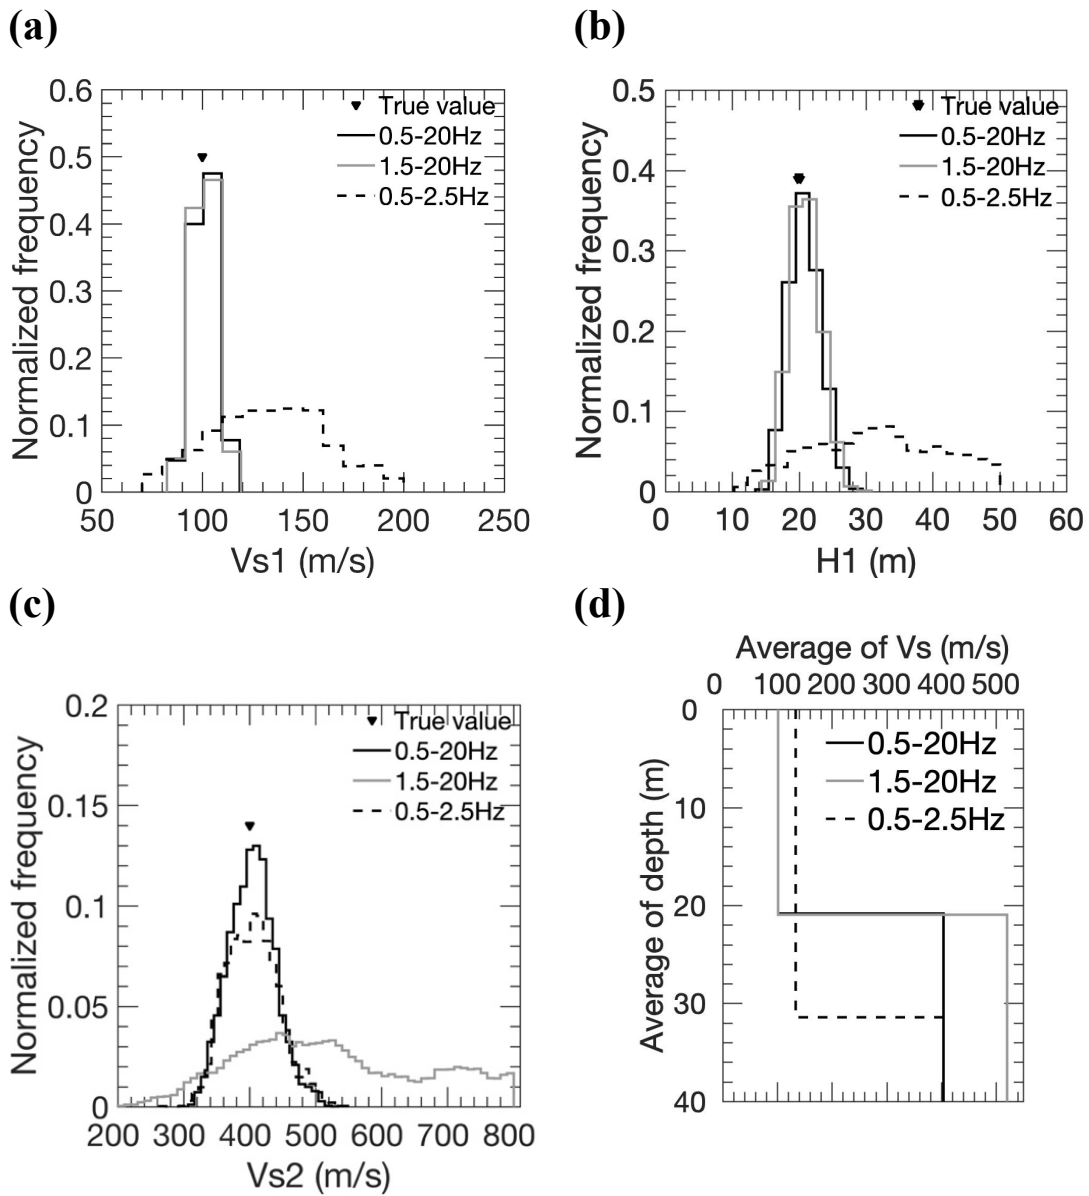 (a)
0.6
0.5
0.4
0.3
0.2
0.1
0
Normalized frequency
True value
0.5-20Hz
1.5-20Hz
0.5-2.5Hz
50 100 150 200 250
Vs1 (m/s)
(b)
0.5
0.4
0.3
0.2
0.1
0
Normalized frequency
True value
0.5-20Hz
1.5-20Hz
0.5-2.5Hz
0 10 20 30 40 50 60
H1 (m)
(c)
0.2
0.15
0.1
0.05
0
Normalized frequency
True value
0.5-20Hz
1.5-20Hz
0.5-2.5Hz
200 300 400 500 600 700 800
Vs2 (m/s)
(d)
Average of Vs (m/s)
0 100 200 300 400 500
0
10
20
30
40
Average of depth (m)
0.5-20Hz
1.5-20Hz
0.5-2.5Hz